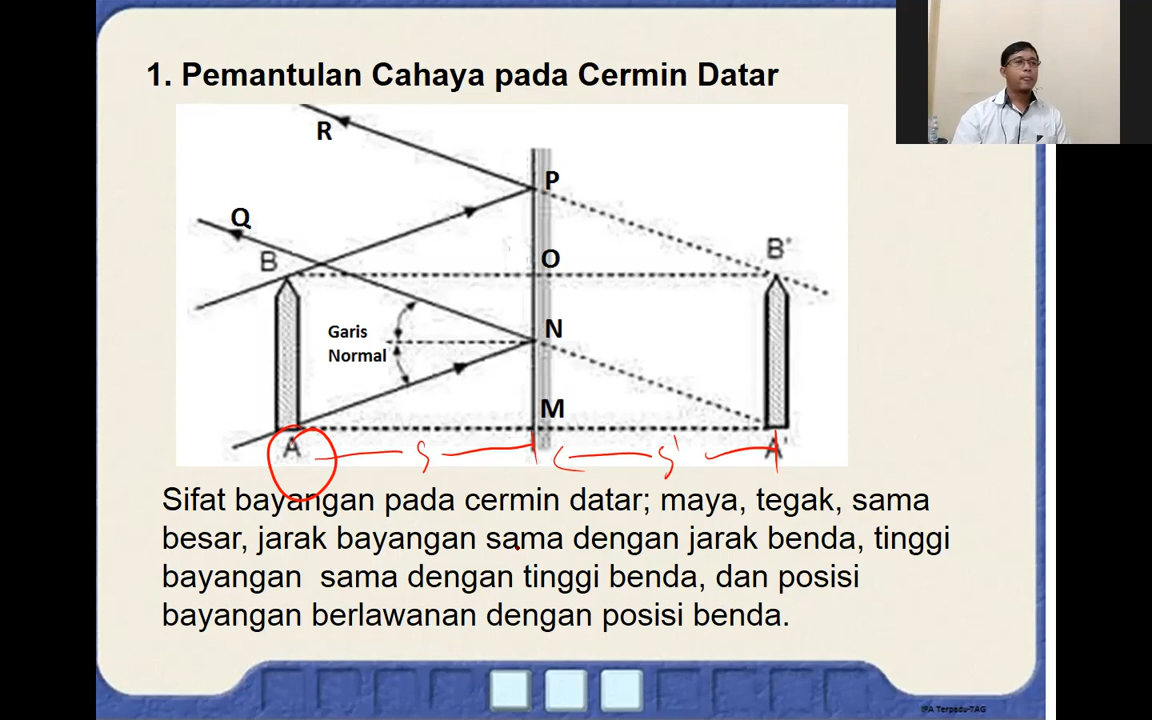 1. Pemantulan Cahaya pada Cermin Datar
R
P
Q
B
O
B'
Garis
Normal
N
M
A
s
s'
A'
Sifat bayangan pada cermin datar; maya, tegak, sama
besar, jarak bayangan sama dengan jarak benda, tinggi
bayangan sama dengan tinggi benda, dan posisi
bayangan berlawanan dengan posisi benda.
IPA Terpadu-TAG